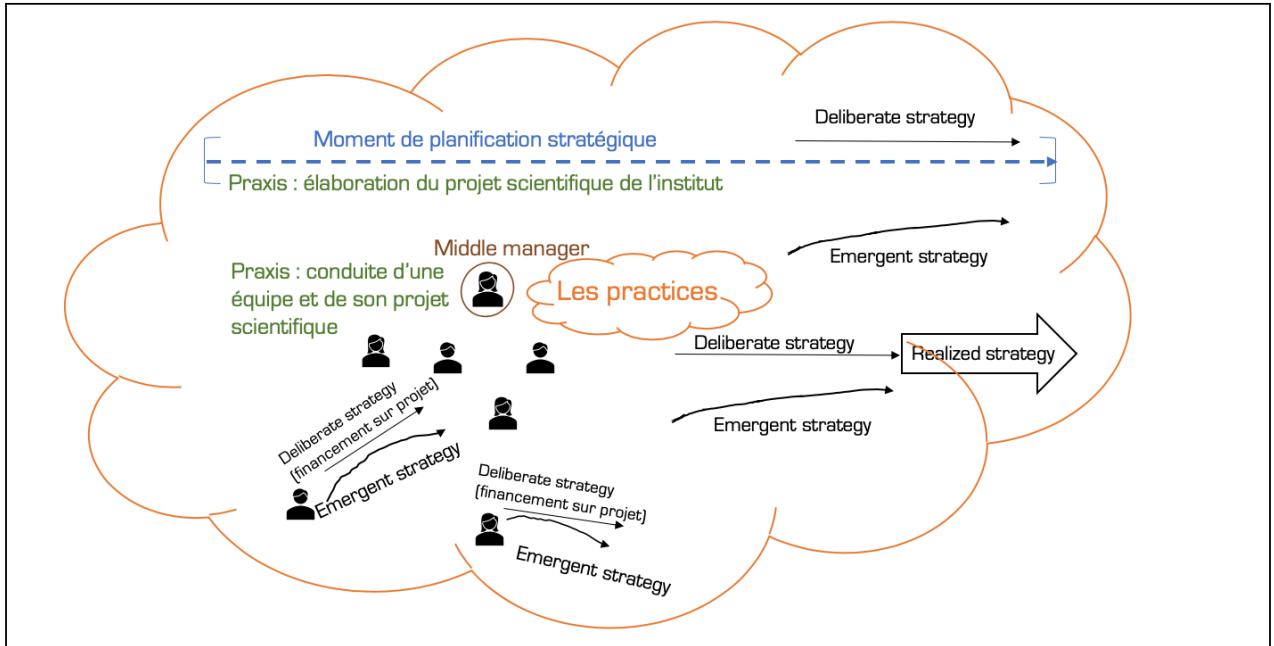 Deliberate strategy
Moment de planification stratégique
Praxis : élaboration du projet scientifique de l'institut
Middle manager
Emergent strategy
Praxis : conduite d'une
équipe et de son projet
scientifique
Les practices
Deliberate strategy
Realized strategy
Emergent strategy
Deliberate strategy
(financement sur projet)
Emergent strategy
Deliberate strategy
(financement sur projet)
Emergent strategy